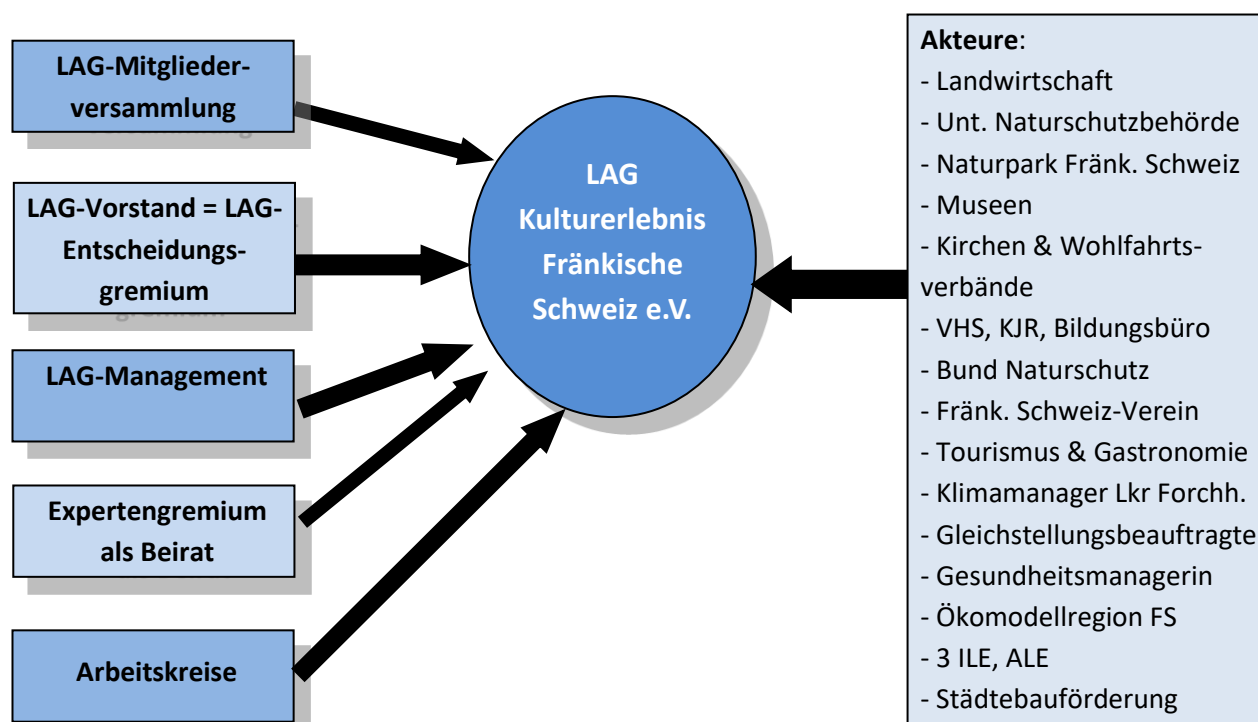 LAG-Mitglieder-
versammlung
LAG-Vorstand = LAG-
Entscheidungs-
gremium
LAG-Management
Expertengremium
als Beirat
Arbeitskreise
LAG
Kulturerlebnis
Fränkische
Schweiz e.V.
Akteure:
- Landwirtschaft
- Unt. Naturschutzbehörde
- Naturpark Fränk. Schweiz
- Museen
- Kirchen & Wohlfahrts-
verbände
- VHS, KJR, Bildungsbüro
- Bund Naturschutz
- Fränk. Schweiz-Verein
- Tourismus & Gastronomie
- Klimamanager Lkr Forchh.
- Gleichstellungsbeauftragte
- Gesundheitsmanagerin
- Ökomodellregion FS
- 3 ILE, ALE
- Städtebauförderung